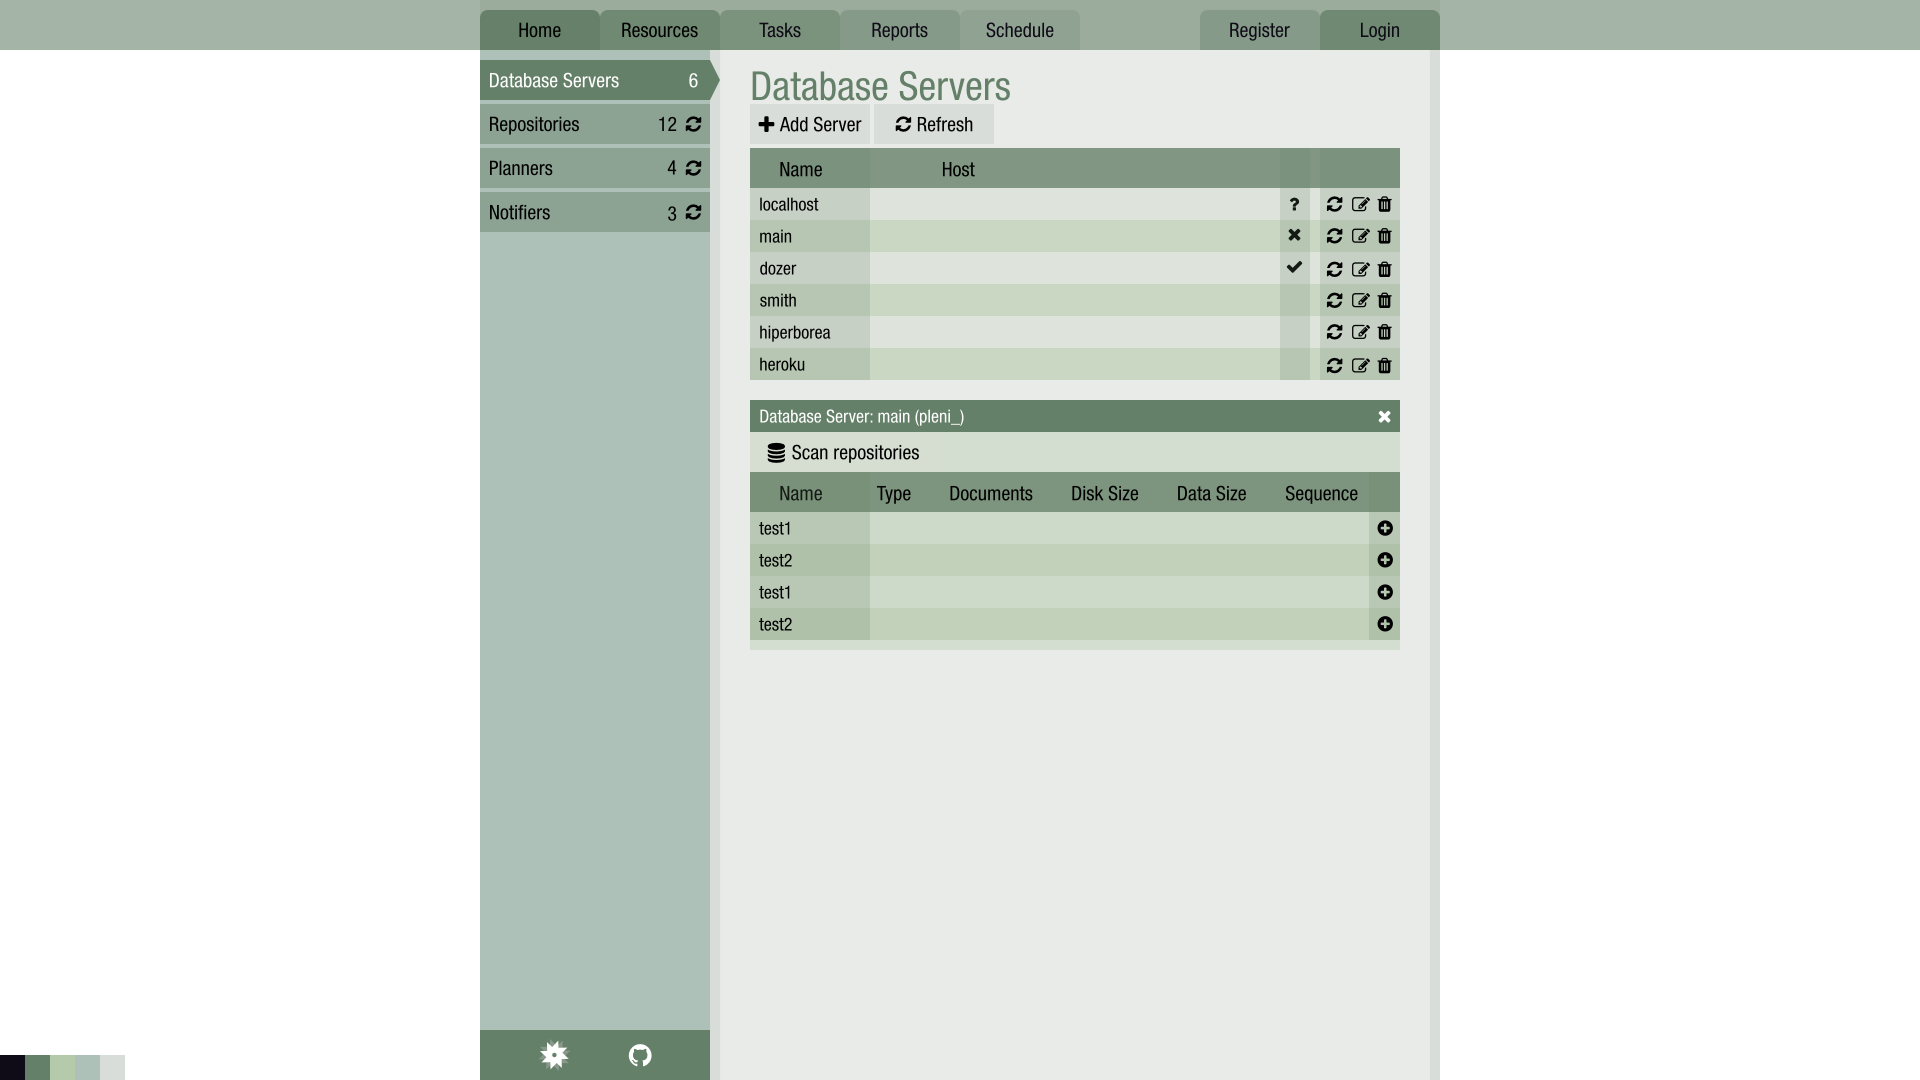 Home Resources Tasks Reports Schedule Register Login
Database Servers 6
Repositories 12
Planners 4
Notifiers 3
Database Servers
Add Server Refresh
Name Host
localhost ?
main
dozer
smith
hiperborea
heroku
Database Server: main (pleni_)
Scan repositories
Name Type Documents Disk Size Data Size Sequence
test1
test2
test1
test2